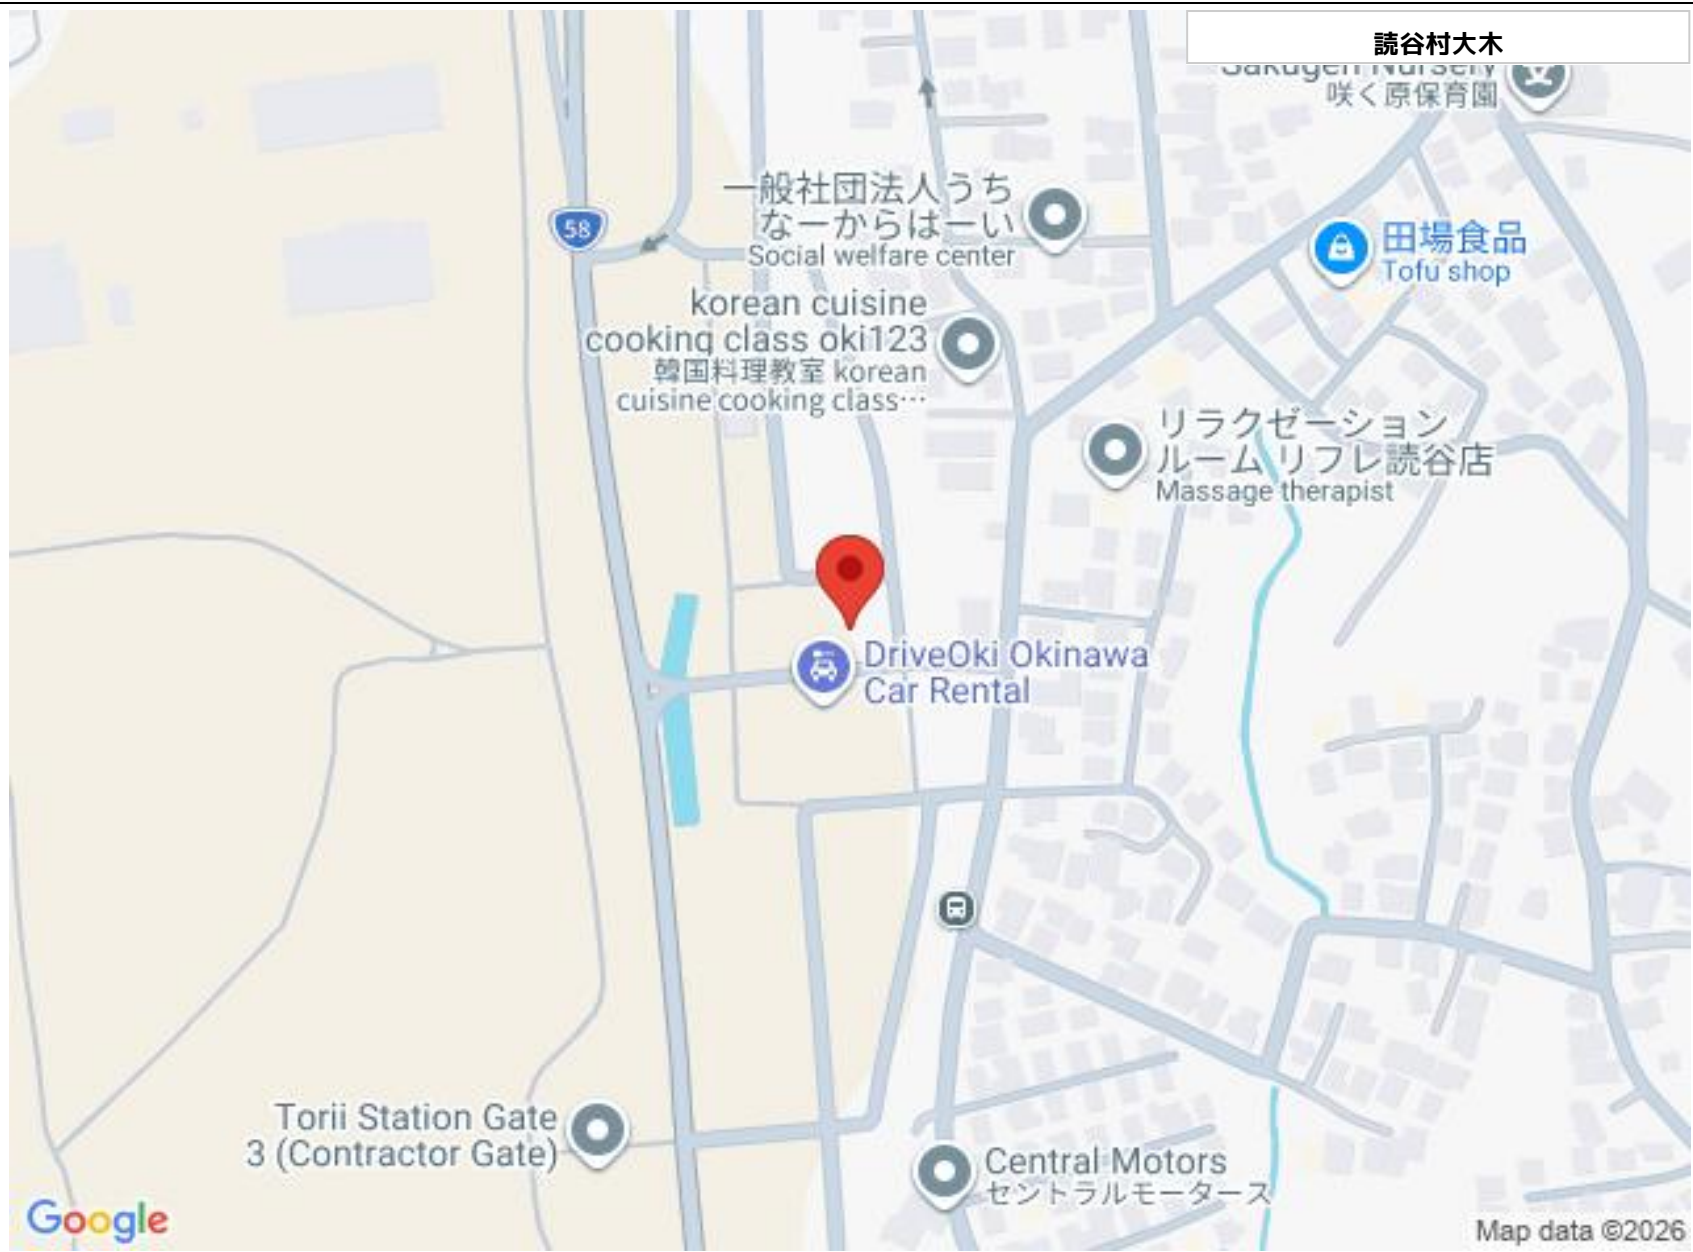 読谷村大木
Sakugen Nursery
咲く原保育園
一般社団法人うち
なーからはーい
Social welfare center
58
田場食品
Tofu shop
korean cuisine
cooking class oki123
韓国料理教室 korean
cuisine cooking class…
リラクゼーション
ルーム リフレ読谷店
Massage therapist
DriveOki Okinawa
Car Rental
Torii Station Gate
3 (Contractor Gate)
Central Motors
セントラルモータース
Google
Map data ©2026